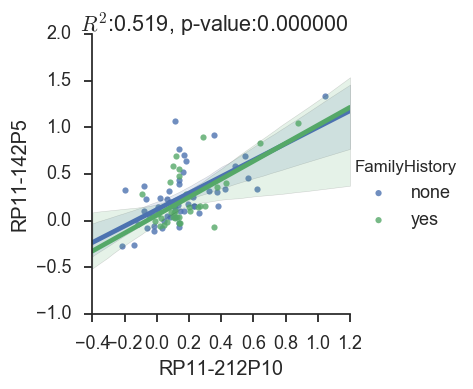 R²:0.519, p-value:0.000000
2.0
1.5
1.0
0.5
0.0
−0.5
−1.0
RP11-142P5
−0.4 −0.2 0.0 0.2 0.4 0.6 0.8 1.0 1.2
RP11-212P10
FamilyHistory
none
yes